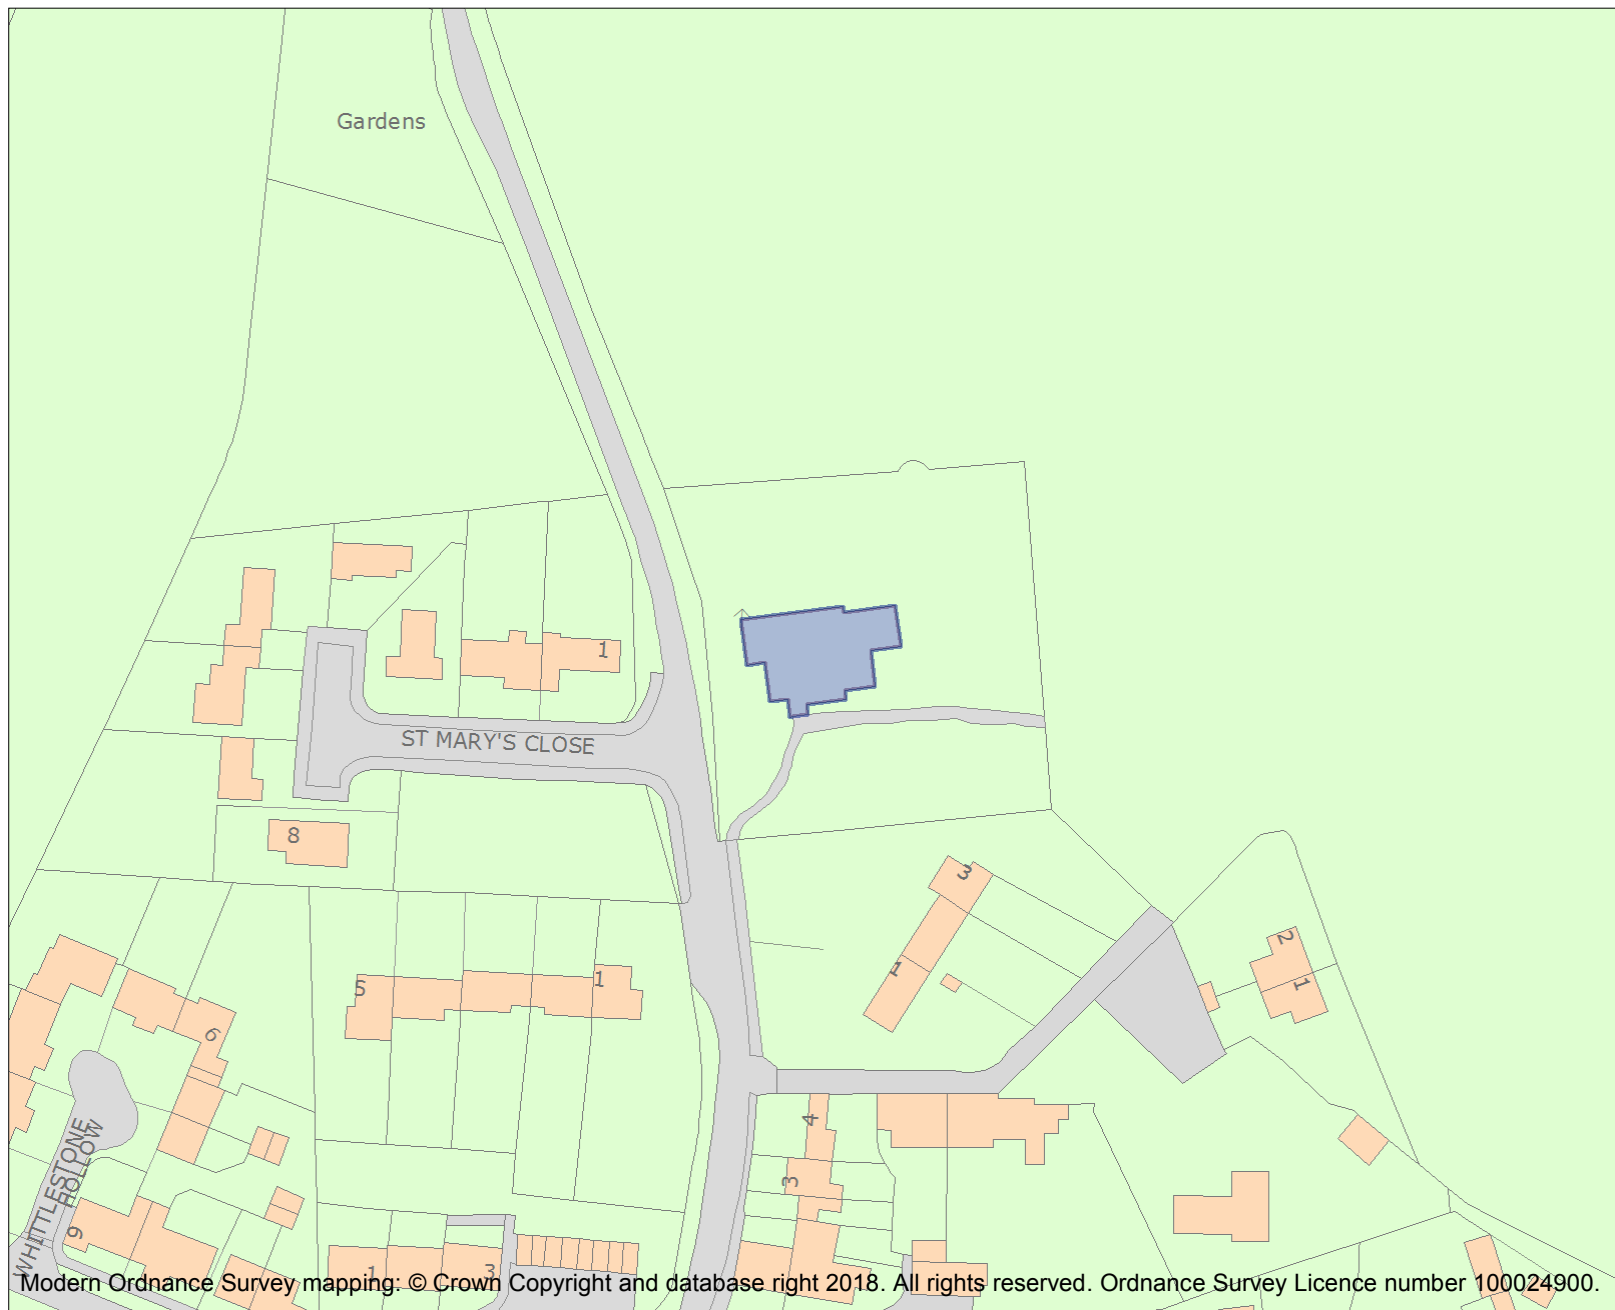 Gardens
1
ST MARY'S CLOSE
8
3
2
1
1
5
1
6
4
3
WHITTLESTONE
HOLLOW
9
1
3
Modern Ordnance Survey mapping: © Crown Copyright and database right 2018. All rights reserved. Ordnance Survey Licence number 100024900.